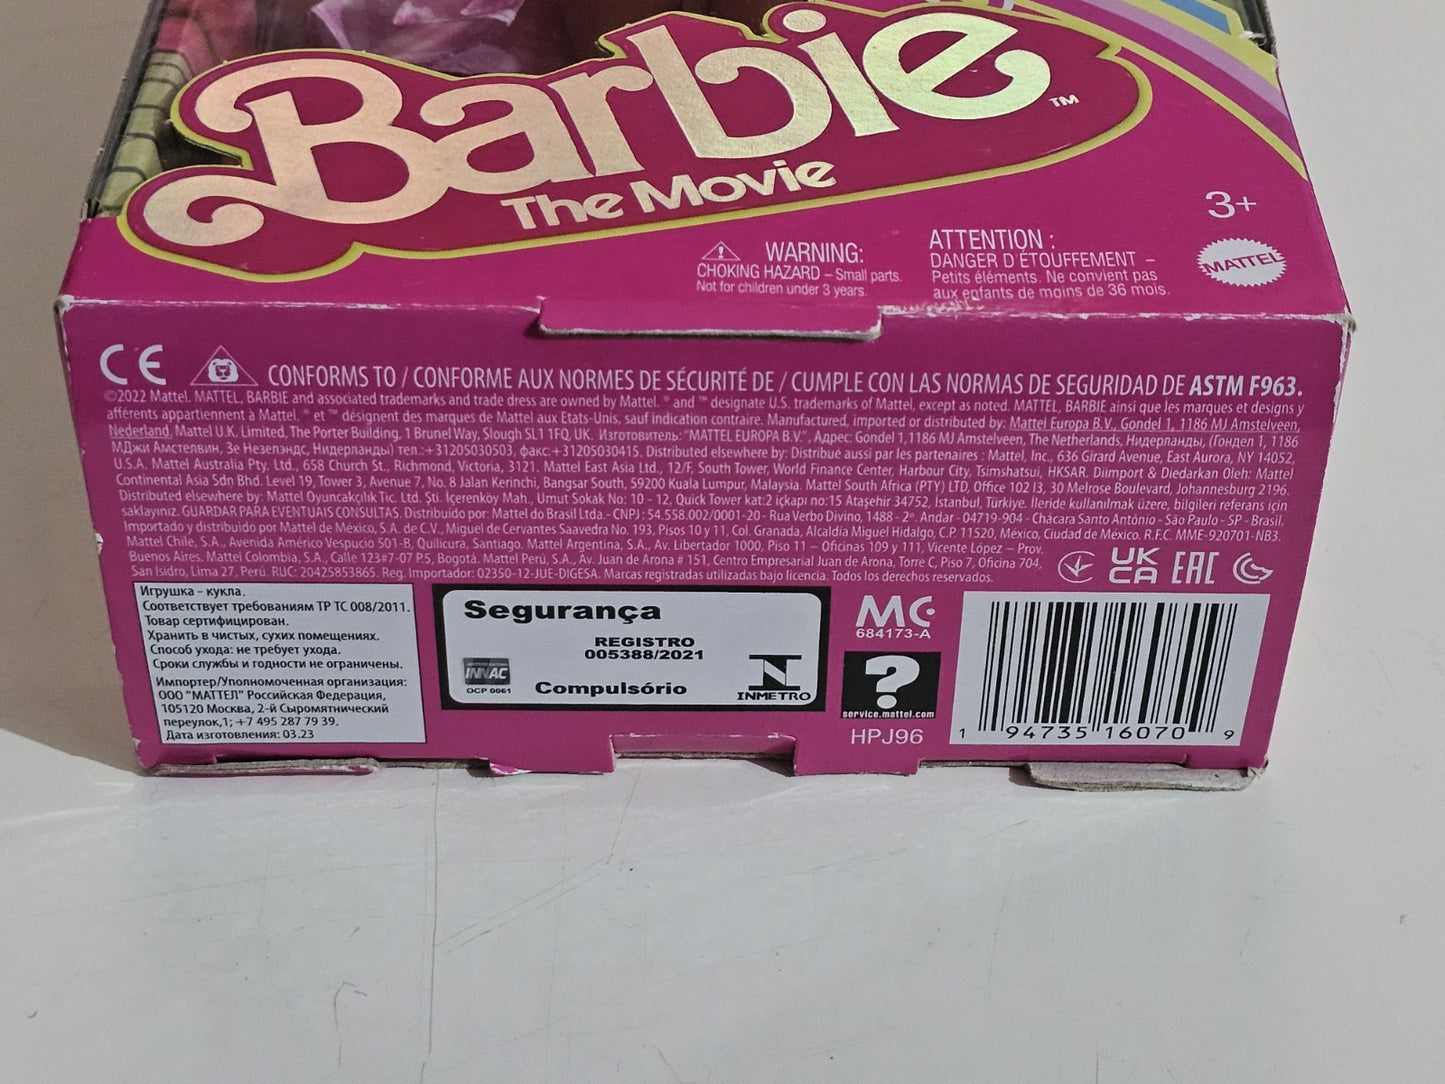 Barbie™
The Movie
3+
WARNING:
CHOKING HAZARD – Small parts.
Not for children under 3 years.
ATTENTION :
DANGER D'ÉTOUFFEMENT –
Petits éléments. Ne convient pas
aux enfants de moins de 36 mois.
MATTEL
CE CONFORMS TO / CONFORME AUX NORMES DE SÉCURITÉ DE / CUMPLE CON LAS NORMAS DE SEGURIDAD DE ASTM F963.
©2022 Mattel. MATTEL, BARBIE and associated trademarks and trade dress are owned by Mattel. ® and ™ designate U.S. trademarks of Mattel, except as noted. MATTEL, BARBIE ainsi que les marques et designs y
afférents appartiennent à Mattel. ® et ™ désignent des marques de Mattel aux États-Unis, sauf indication contraire. Manufactured, imported or distributed by: Mattel Europa B.V., Gondel 1, 1186 MJ Amstelveen,
Nederland. Mattel U.K. Limited, The Porter Building, 1 Brunel Way, Slough SL1 1FQ, UK. Изготовитель: "MATTEL EUROPA B.V.", Адрес: Gondel 1,1186 MJ Amstelveen, The Netherlands, Нидерланды, (Гондел 1, 1186
МДжи Амстелвин, Зе Незелэндс, Нидерланды) тел.:+31205030503, факс:+31205030415. Distributed elsewhere by: Distribué aussi par les partenaires : Mattel, Inc., 636 Girard Avenue, East Aurora, NY 14052,
U.S.A. Mattel Australia Pty. Ltd., 658 Church St., Richmond, Victoria, 3121. Mattel East Asia Ltd., 12/F, South Tower, World Finance Center, Harbour City, Tsimshatsui, HKSAR. Diimport & Diedarkan Oleh: Mattel
Continental Asia Sdn Bhd. Level 19, Tower 3, Avenue 7, No. 8 Jalan Kerinchi, Bangsar South, 59200 Kuala Lumpur, Malaysia. Mattel South Africa (PTY) LTD, Office 102 I3, 30 Melrose Boulevard, Johannesburg 2196.
Distributed elsewhere by: Mattel Oyuncakçılık Tic. Ltd. Şti. İçerenköy Mah., Umut Sokak No: 10 - 12, Quick Tower kat:2 içkapı no:15 Ataşehir 34752, İstanbul, Türkiye. İleride kullanılmak üzere, bilgileri referans için
saklayınız. GUARDAR PARA EVENTUAIS CONSULTAS. Distribuido por: Mattel do Brasil Ltda.- CNPJ : 54.558.002/0001-20 - Rua Verbo Divino, 1488 - 2º. Andar - 04719-904 - Chácara Santo Antônio - São Paulo - SP - Brasil.
Importado y distribuido por Mattel de México, S.A. de C.V., Miguel de Cervantes Saavedra No. 193, Pisos 10 y 11, Col. Granada, Alcaldía Miguel Hidalgo, C.P. 11520, México, Ciudad de México. R.F.C. MME-920701-NB3.
Mattel Chile, S.A., Avenida Américo Vespucio 501-B, Quilicura, Santiago. Mattel Argentina, S.A., Av. Libertador 1000, Piso 11 – Oficinas 109 y 111, Vicente López – Prov.
Buenos Aires. Mattel Colombia, S.A., Calle 123#7-07 P.5, Bogotá. Mattel Perú, S.A., Av. Juan de Arona # 151, Centro Empresarial Juan de Arona, Torre C, Piso 7, Oficina 704,
San Isidro, Lima 27, Perú. RUC: 20425853865. Reg. Importador: 02350-12-JUE-DIGESA. Marcas registradas utilizadas bajo licencia. Todos los derechos reservados.
UK
CA
EAC
Игрушка - кукла.
Соответствует требованиям ТР ТС 008/2011.
Товар сертифицирован.
Хранить в чистых, сухих помещениях.
Способ ухода: не требует ухода.
Сроки службы и годности не ограничены.
Импортер/Уполномоченная организация:
ООО "МАТТЕЛ" Российская Федерация,
105120 Москва, 2-й Сыромятнический
переулок,1; +7 495 287 79 39.
Дата изготовления: 03.23
Segurança
REGISTRO
005388/2021
INNAC
OCP 0061
Compulsório
INMETRO
MC
684173-A
?
service.mattel.com
HPJ96
1 94735 16070 9